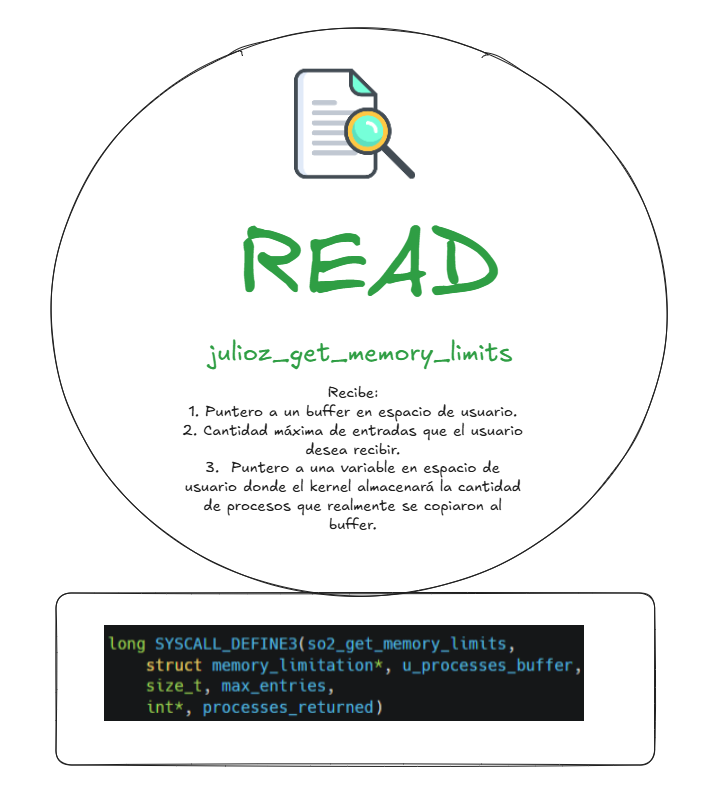 READ
julioz_get_memory_limits
Recibe:
1. Puntero a un buffer en espacio de usuario.
2. Cantidad máxima de entradas que el usuario
desea recibir.
3. Puntero a una variable en espacio de
usuario donde el kernel almacenará la cantidad
de procesos que realmente se copiaron al
buffer.
long SYSCALL_DEFINE3(so2_get_memory_limits,
struct memory_limitation*, u_processes_buffer,
size_t, max_entries,
int*, processes_returned)